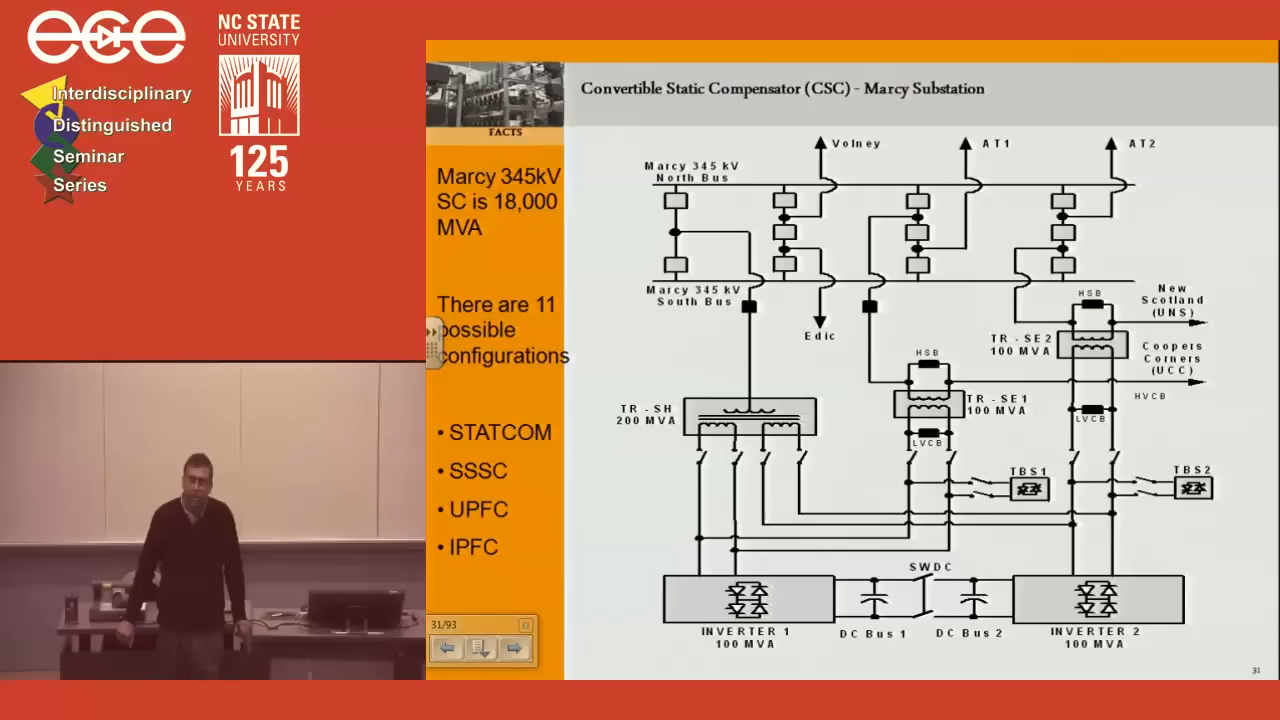 ece
NC STATE
UNIVERSITY
Interdisciplinary
Distinguished
Seminar
Series
125
YEARS
FACTS
Convertible Static Compensator (CSC) - Marcy Substation
Marcy 345kV
SC is 18,000
MVA
There are 11
possible
configurations
• STATCOM
• SSSC
• UPFC
• IPFC
31/93
Volney
AT1
AT2
Marcy 345 kV
North Bus
Marcy 345 kV
South Bus
Edic
HSB
New
Scotland
(UNS)
TR - SE2
100 MVA
Coopers
Corners
(UCC)
HSB
HVCB
TR - SH
200 MVA
TR - SE1
100 MVA
LVCB
LVCB
TBS1
TBS2
SWDC
INVERTER 1
100 MVA
DC Bus 1
DC Bus 2
INVERTER 2
100 MVA
31